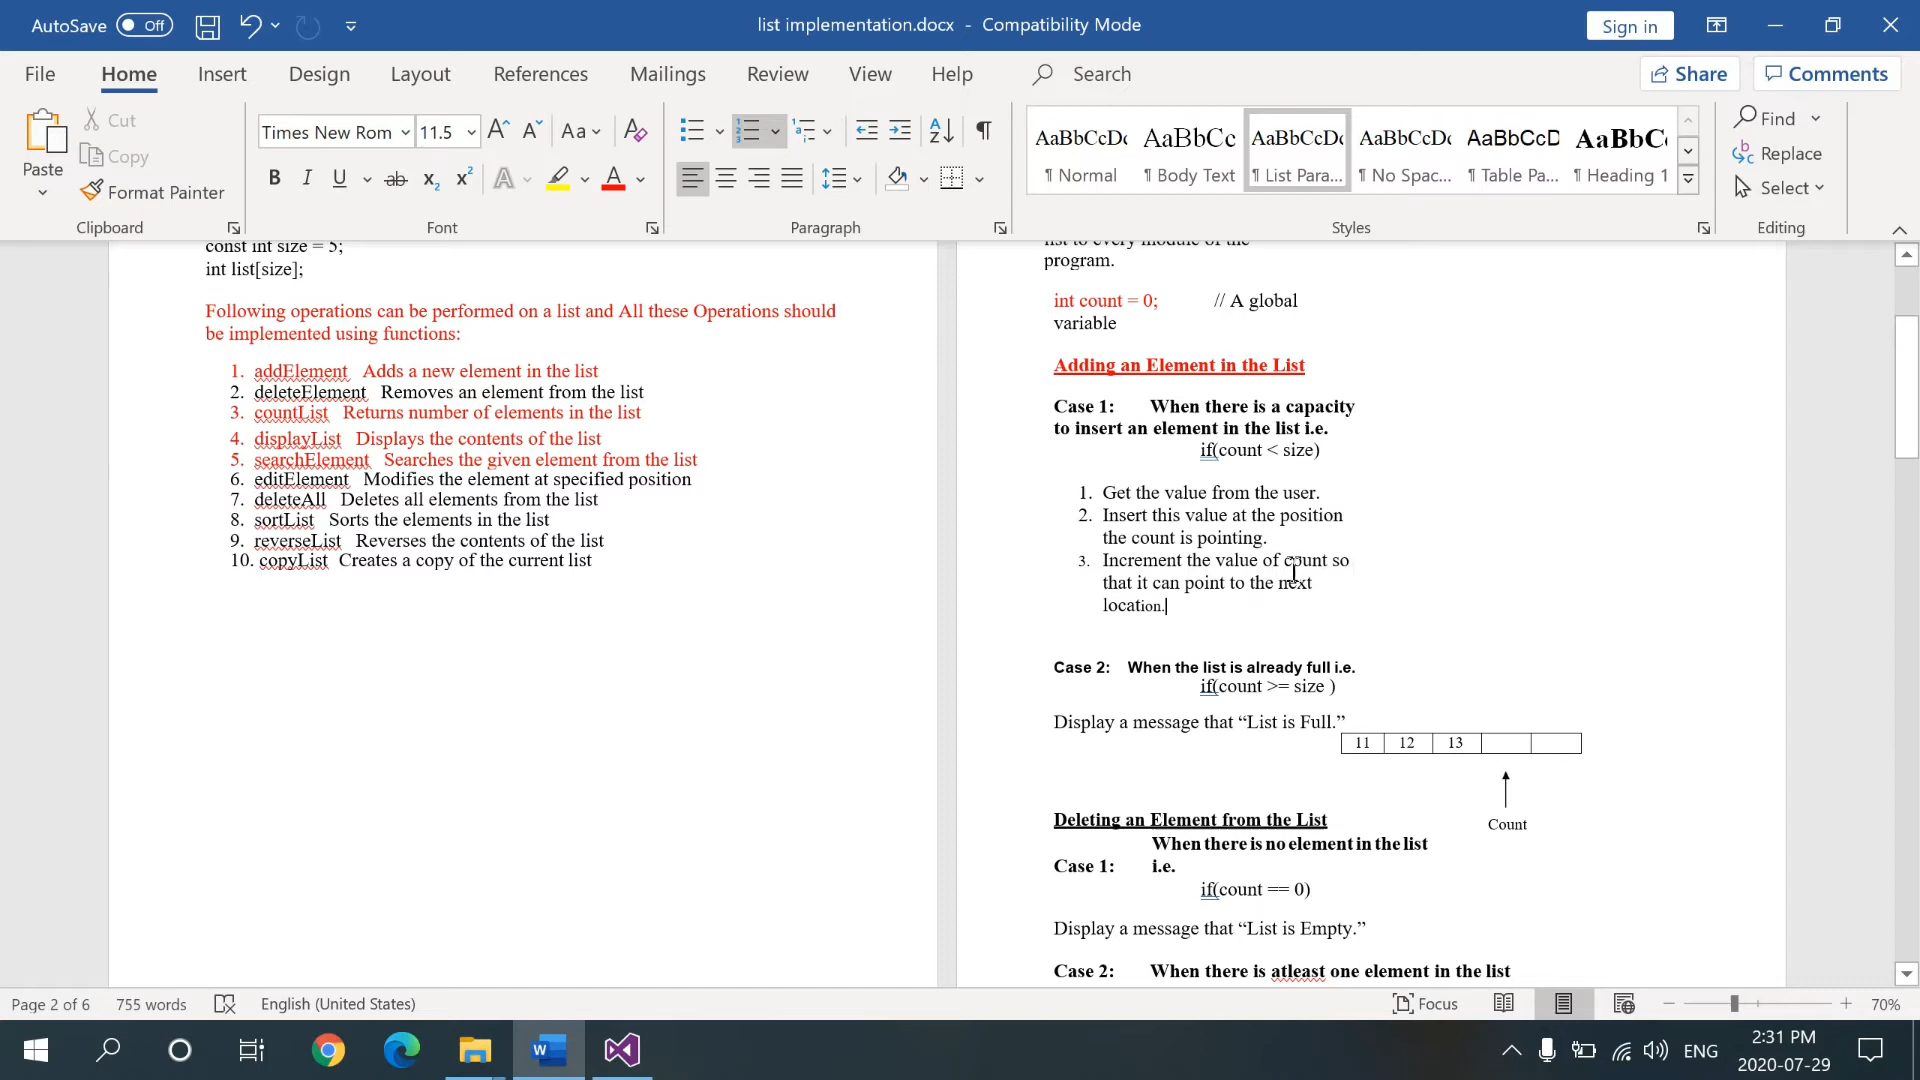 AutoSave Off
list implementation.docx - Compatibility Mode
Sign in
File Home Insert Design Layout References Mailings Review View Help Search
Share Comments
Paste
Cut
Copy
Format Painter
Clipboard
Times New Rom 11.5
Font
Paragraph
AaBbCcDc AaBbCc AaBbCcDc AaBbCcDc AaBbCcD AaBbC
¶ Normal ¶ Body Text ¶ List Para... ¶ No Spac... ¶ Table Pa... ¶ Heading 1
Styles
Find
Replace
Select
Editing
const int size = 5;
int list[size];
Following operations can be performed on a list and All these Operations should
be implemented using functions:
1. addElement Adds a new element in the list
2. deleteElement Removes an element from the list
3. countList Returns number of elements in the list
4. displayList Displays the contents of the list
5. searchElement Searches the given element from the list
6. editElement Modifies the element at specified position
7. deleteAll Deletes all elements from the list
8. sortList Sorts the elements in the list
9. reverseList Reverses the contents of the list
10. copyList Creates a copy of the current list
list to every module of the
program.
int count = 0; // A global
variable
Adding an Element in the List
Case 1: When there is a capacity
to insert an element in the list i.e.
if(count < size)
1. Get the value from the user.
2. Insert this value at the position
the count is pointing.
3. Increment the value of count so
that it can point to the next
location.
Case 2: When the list is already full i.e.
if(count >= size )
Display a message that “List is Full.”
11 12 13
Count
Deleting an Element from the List
When there is no element in the list
Case 1: i.e.
if(count == 0)
Display a message that “List is Empty.”
Case 2: When there is atleast one element in the list
Page 2 of 6 755 words English (United States) Focus 70%
ENG
2:31 PM
2020-07-29